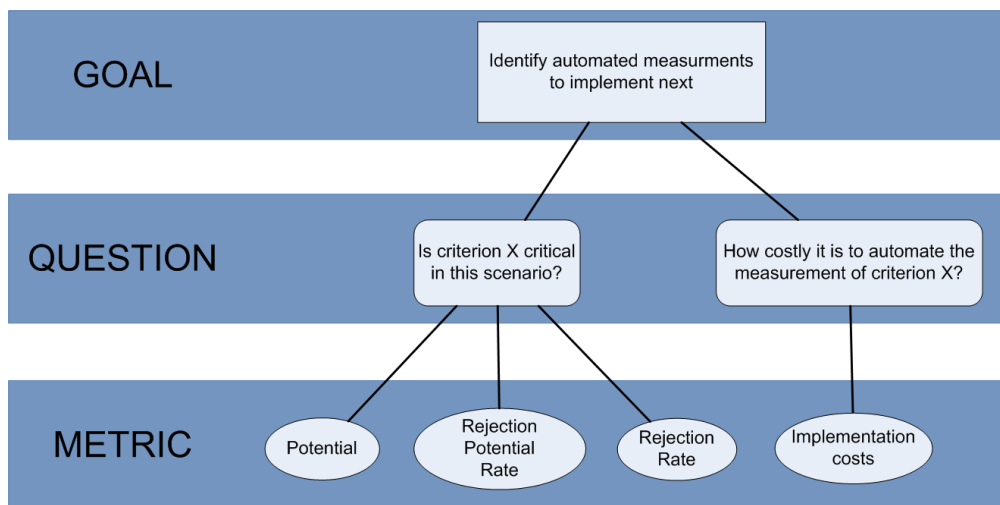 GOAL
Identify automated measurments
to implement next
QUESTION
Is criterion X critical
in this scenario?
How costly it is to automate the
measurement of criterion X?
METRIC
Potential
Rejection
Potential
Rate
Rejection
Rate
Implementation
costs